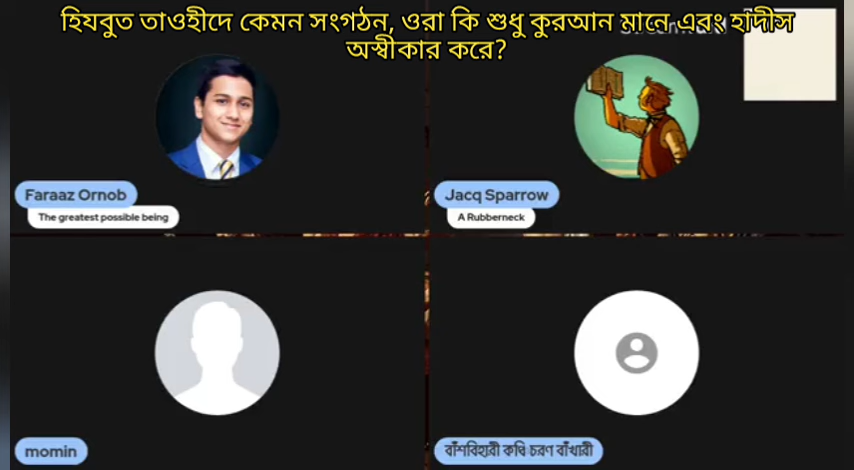 হিযবুত তাওহীদে কেমন সংগঠন, ওরা কি শুধু কুরআন মানে এবং হাদীস
অস্বীকার করে?
Faraaz Ornob
The greatest possible being
Jacq Sparrow
A Rubberneck
momin
বাঁশবিহারী কবি চরণ বাঁখারী